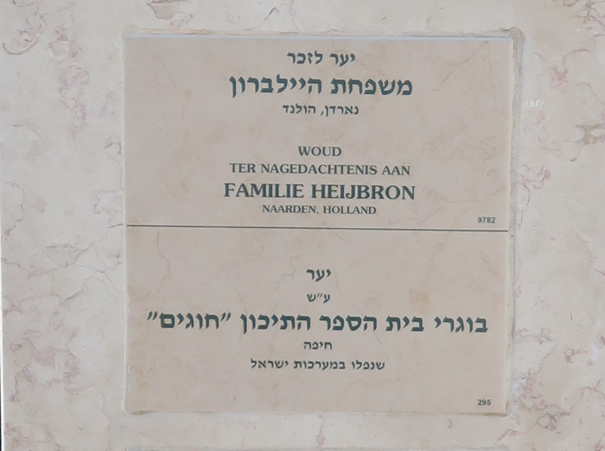 יער לזכר
משפחת היילברון
נארדן, הולנד
WOUD
TER NAGEDACHTENIS AAN
FAMILIE HEIJBRON
NAARDEN, HOLLAND
9782
יער
ע"ש
בוגרי בית הספר התיכון "חוגים"
חיפה
שנפלו במערכות ישראל
295